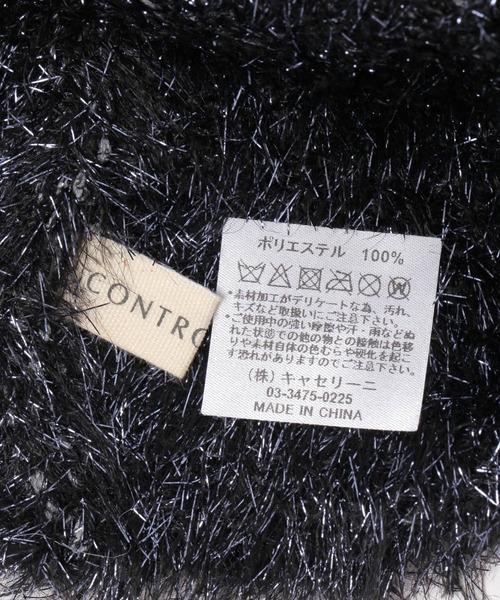 CONTRO
ポリエステル 100%
・素材加工がデリケートな為、汚れ、
キズなど取扱いにご注意下さい。
・ご使用中の強い摩擦や汗・雨などぬ
れた状態での他の物との接触は色移
りや素材自体の色むらや硬化を起こ
す恐れがありますのでご注意下さい。
(株)キャセリーニ
03-3475-0225
MADE IN CHINA